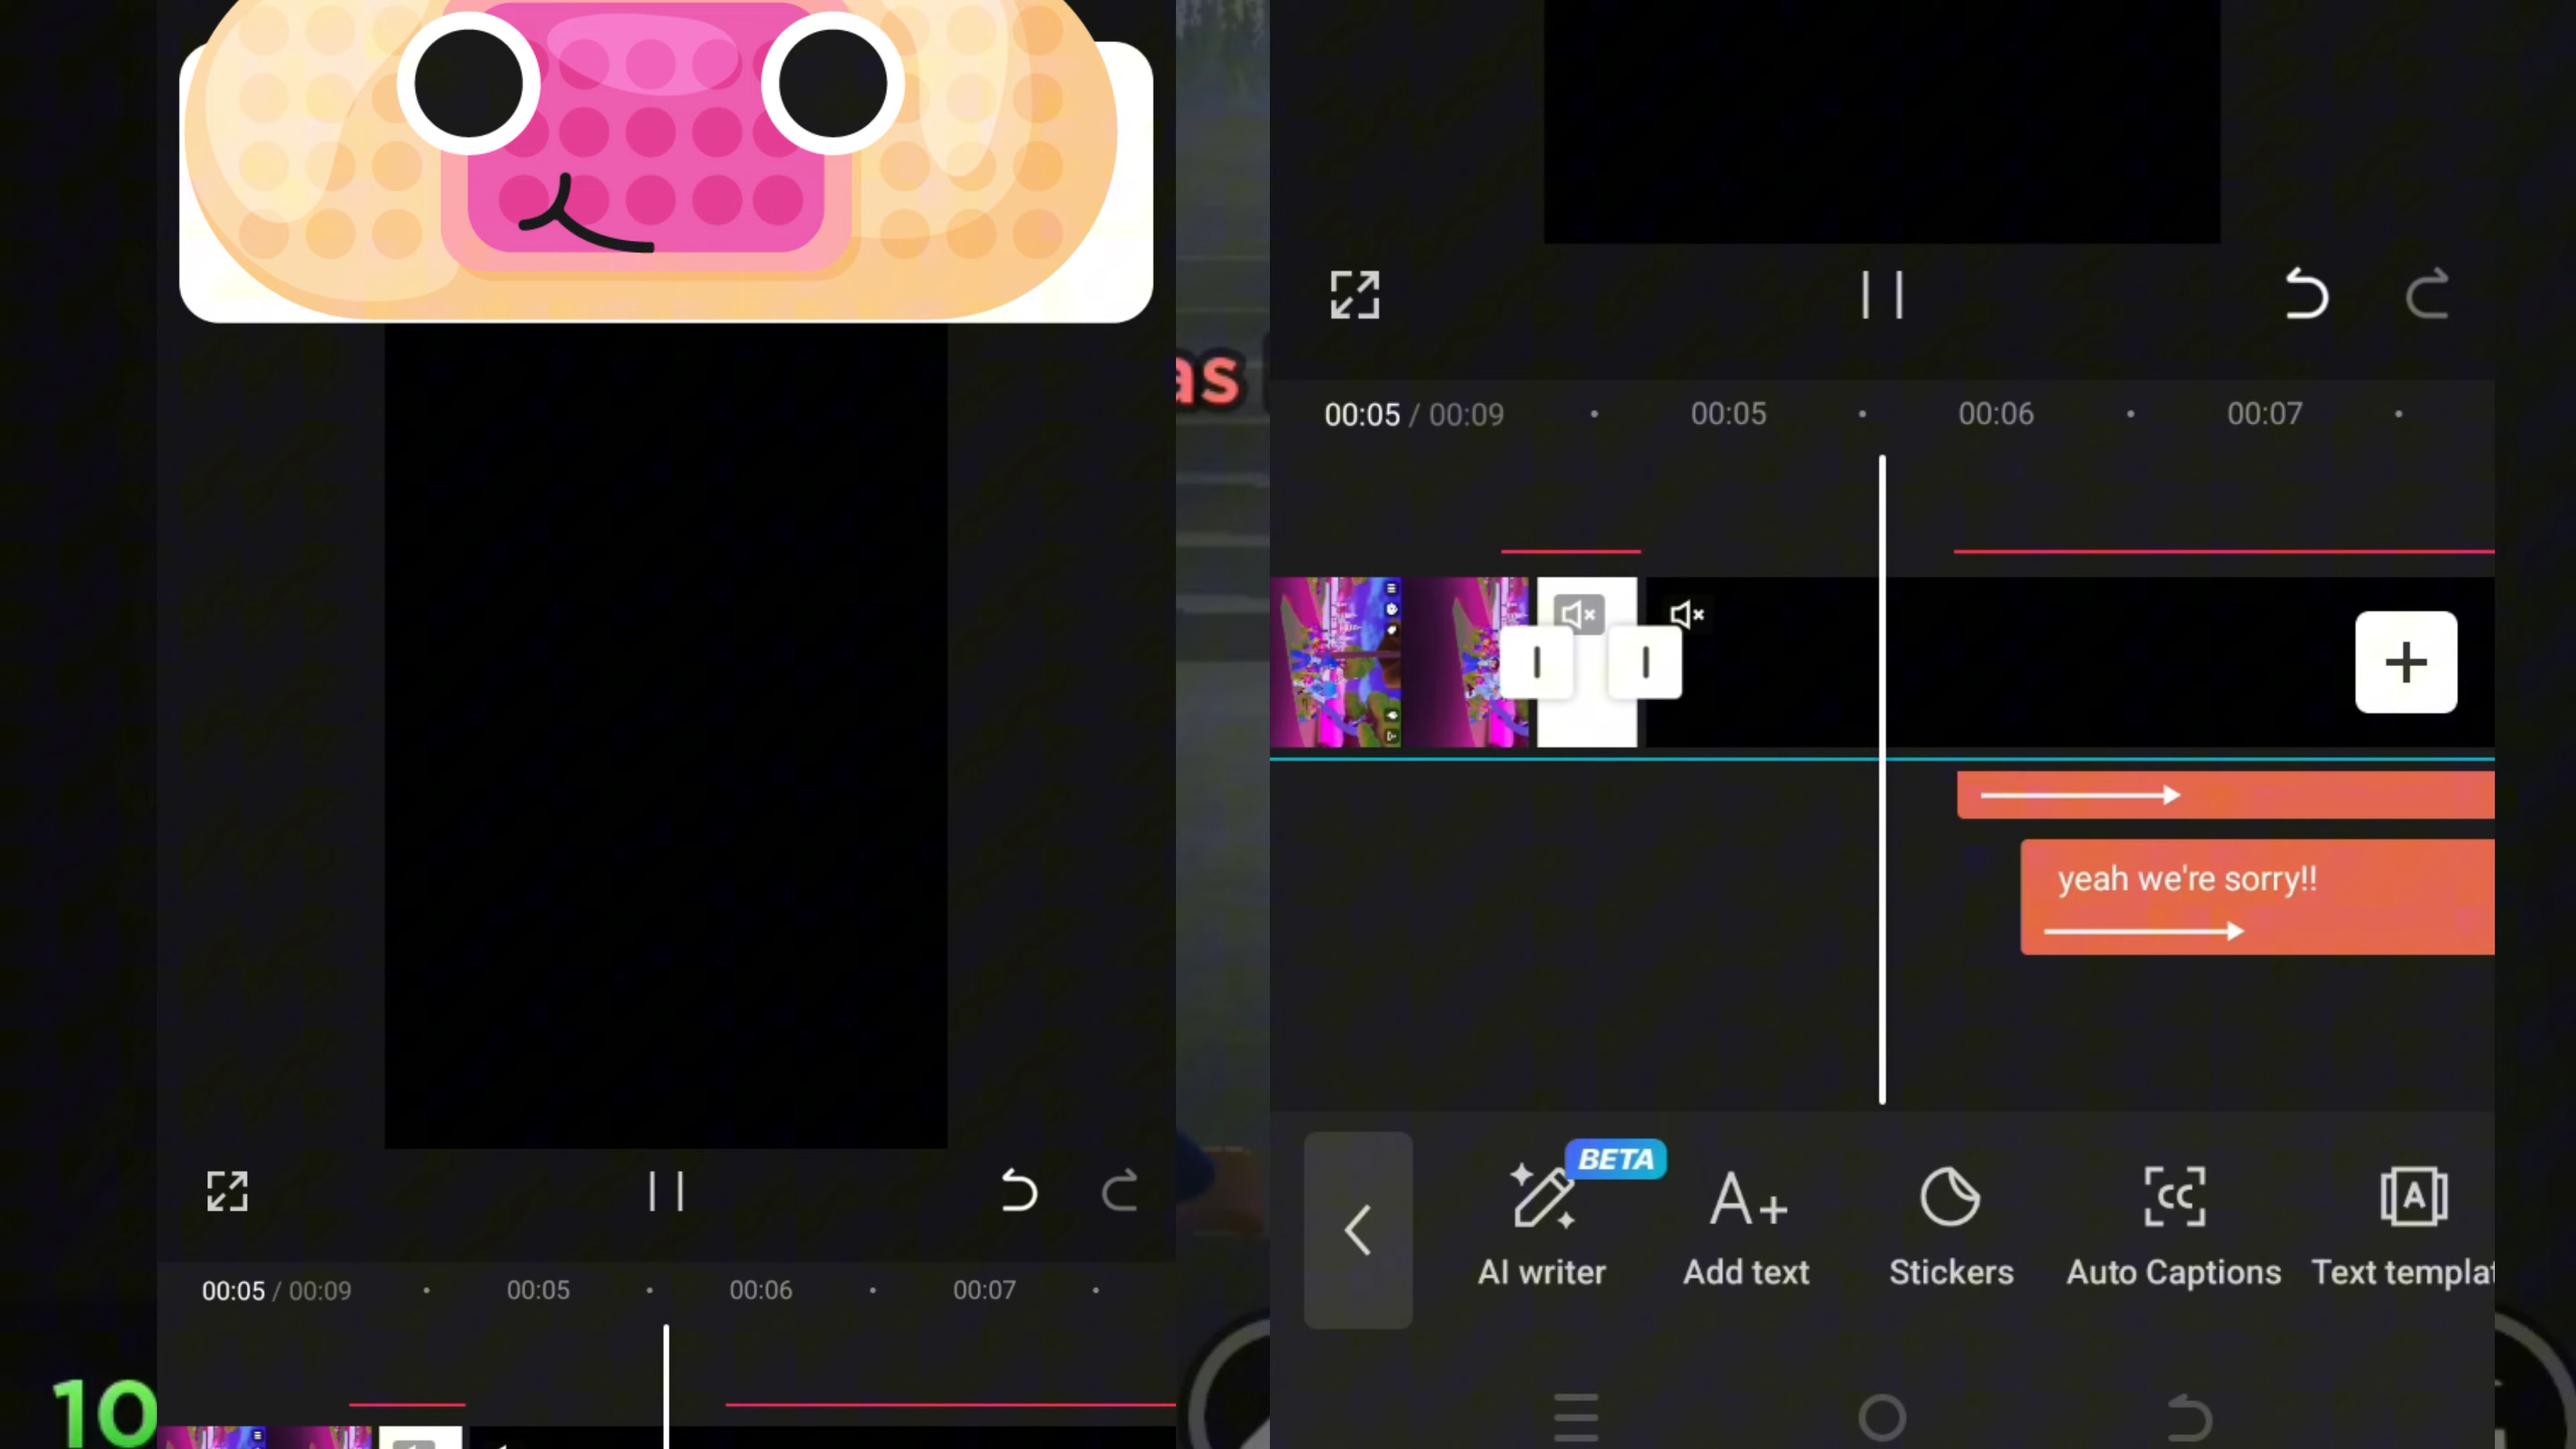 as
00:05 / 00:09
00:05
00:06
00:07
yeah we're sorry!!
BETA
AI writer
Add text
Stickers
CC
Auto Captions
A
Text templat
00:05 / 00:09
00:05
00:06
00:07
10